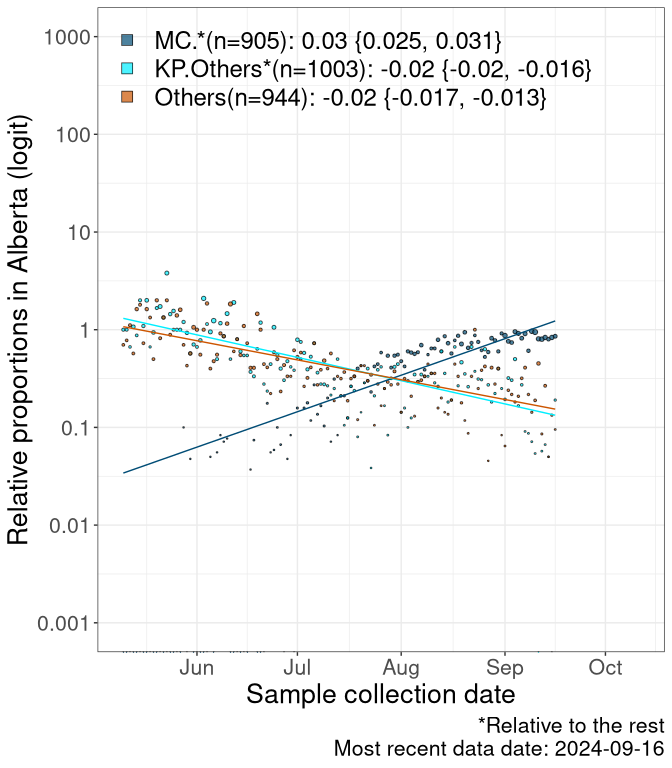 MC.*(n=905): 0.03 {0.025, 0.031}
KP.Others*(n=1003): -0.02 {-0.02, -0.016}
Others(n=944): -0.02 {-0.017, -0.013}
Relative proportions in Alberta (logit)
1000
100
10
1
0.1
0.01
0.001
Jun Jul Aug Sep Oct
Sample collection date
*Relative to the rest
Most recent data date: 2024-09-16